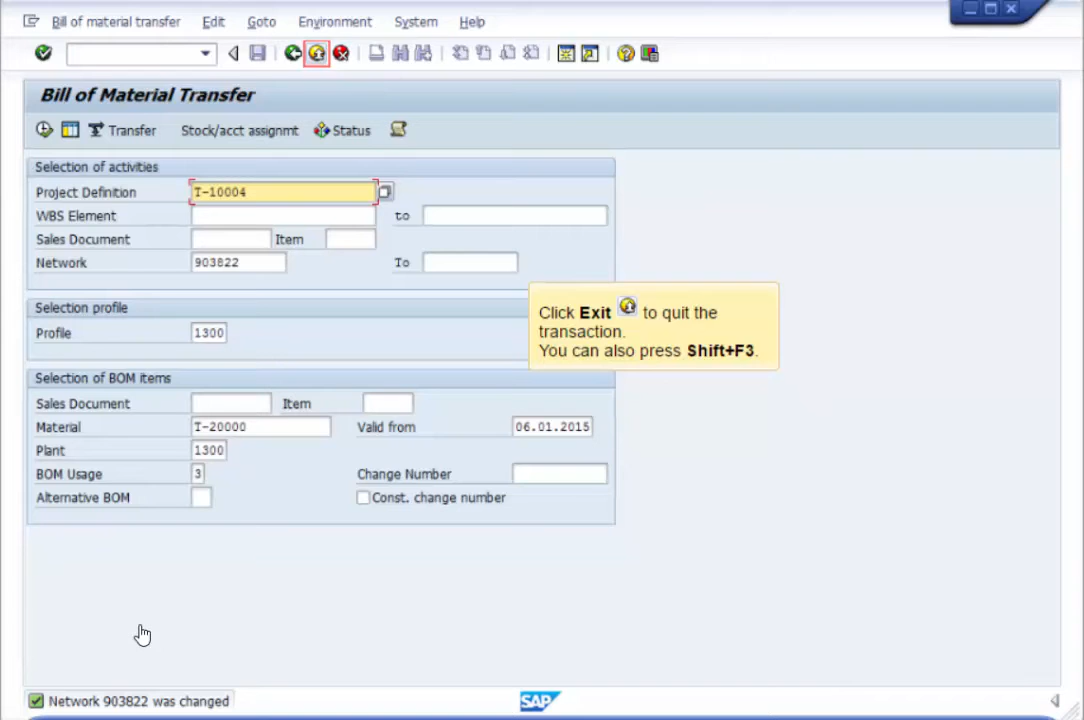 Bill of material transfer Edit Goto Environment System Help
Bill of Material Transfer
Transfer Stock/acct assignmt Status
Selection of activities
Project Definition T-10004
WBS Element to
Sales Document Item
Network 903822 To
Selection profile
Profile 1300
Click Exit to quit the
transaction.
You can also press Shift+F3.
Selection of BOM items
Sales Document Item
Material T-20000 Valid from 06.01.2015
Plant 1300
BOM Usage 3 Change Number
Alternative BOM Const. change number
Network 903822 was changed SAP